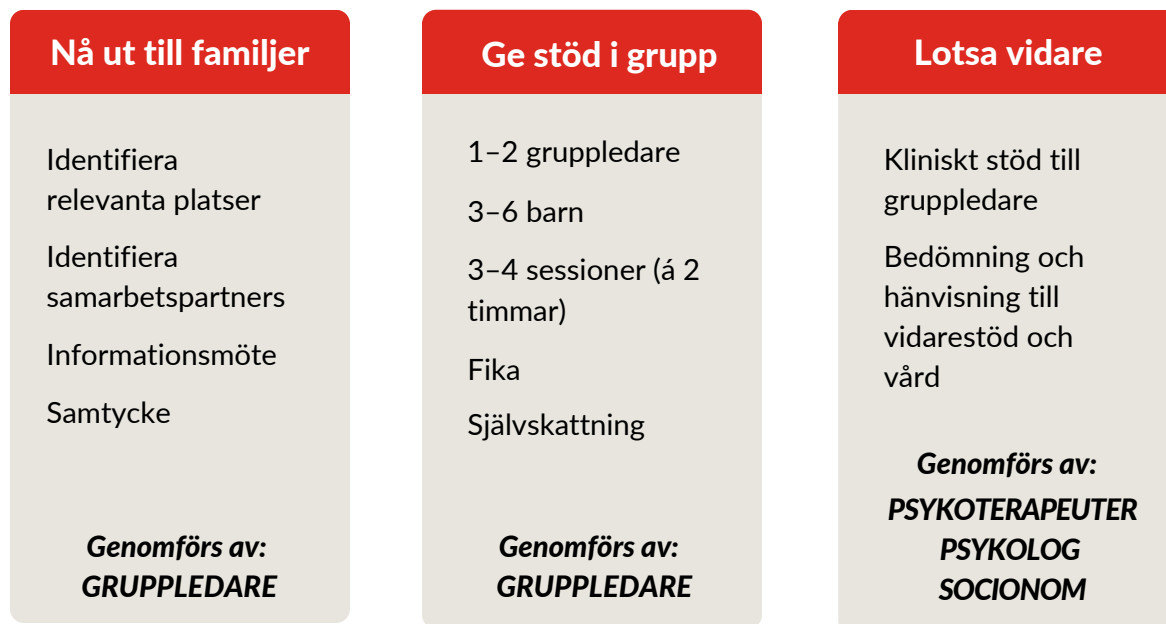 Nå ut till familjer
Identifiera
relevanta platser
Identifiera
samarbetspartners
Informationsmöte
Samtycke
Genomförs av:
GRUPPLEDARE
Ge stöd i grupp
1–2 gruppledare
3–6 barn
3–4 sessioner (á 2
timmar)
Fika
Självskattning
Genomförs av:
GRUPPLEDARE
Lotsa vidare
Kliniskt stöd till
gruppledare
Bedömning och
hänvisning till
vidarestöd och
vård
Genomförs av:
PSYKOTERAPEUTER
PSYKOLOG
SOCIONOM